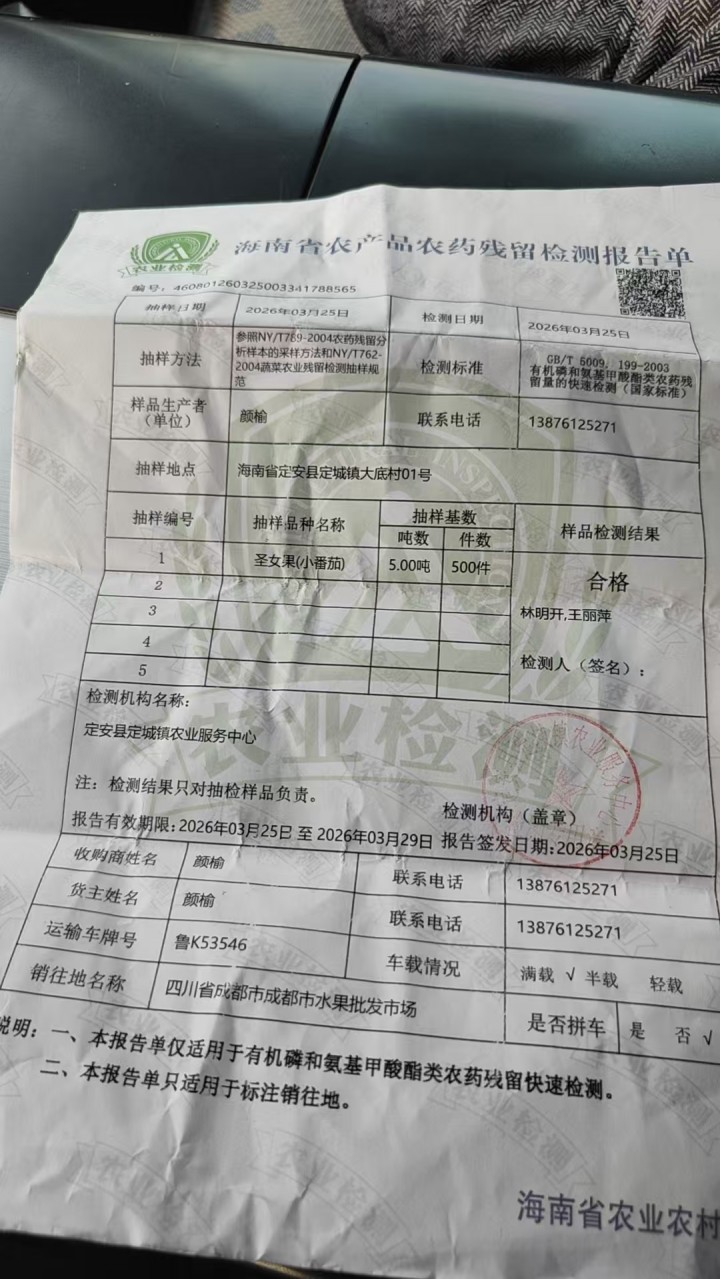 农业检测
海南省农产品农药残留检测报告单
编号：460801260325003341788565
抽样日期 2026年03月25日 检测日期 2026年03月25日
抽样方法 参照NY/T789-2004农药残留分析样本的采样方法和NY/T762-2004蔬菜农业残留检测抽样规范 检测标准 GB/T 5009. 199-2003 有机磷和氨基甲酸酯类农药残留量的快速检测（国家标准）
样品生产者（单位） 颜榆 联系电话 13876125271
抽样地点 海南省定安县定城镇大底村01号
抽样编号 抽样品种名称 抽样基数 样品检测结果
吨数 件数
1 圣女果(小番茄) 5.00吨 500件 合格
2
3 林明开,王丽萍
4
5 检测人（签名）：
检测机构名称：
定安县定城镇农业服务中心
农业检测
注：检测结果只对抽检样品负责。 检测机构（盖章）
报告有效期限:2026年03月25日 至 2026年03月29日 报告签发日期:2026年03月25日
收购商姓名 颜榆 联系电话 13876125271
货主姓名 颜榆 联系电话 13876125271
运输车牌号 鲁K53546 车载情况 满载 √ 半载 轻载
销往地名称 四川省成都市成都市水果批发市场 是否拼车 是 否 √
说明：一、本报告单仅适用于有机磷和氨基甲酸酯类农药残留快速检测。
二、本报告单只适用于标注销往地。
海南省农业农村